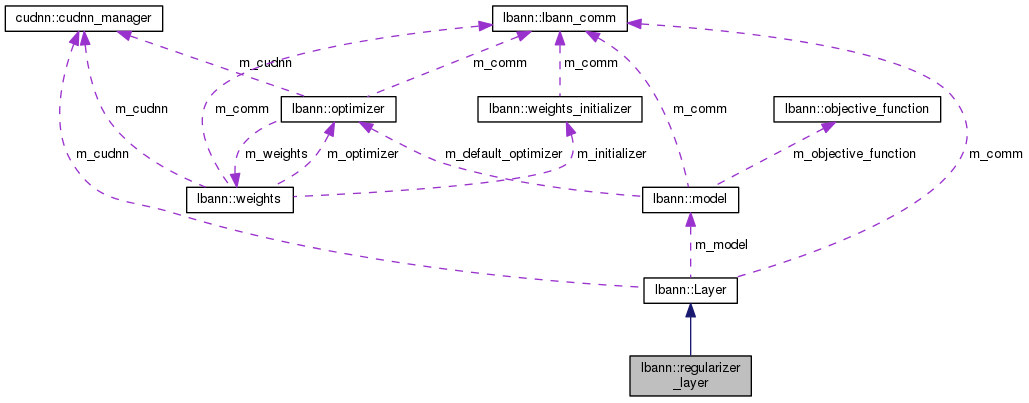 cudnn::cudnn_manager
lbann::lbann_comm
m_cudnn
m_comm
m_comm
m_cudnn
m_comm
lbann::optimizer
lbann::weights_initializer
m_comm
lbann::objective_function
m_cudnn
m_weights
m_optimizer
m_default_optimizer
m_initializer
m_objective_function
m_comm
lbann::weights
lbann::model
m_model
lbann::Layer
lbann::regularizer
_layer